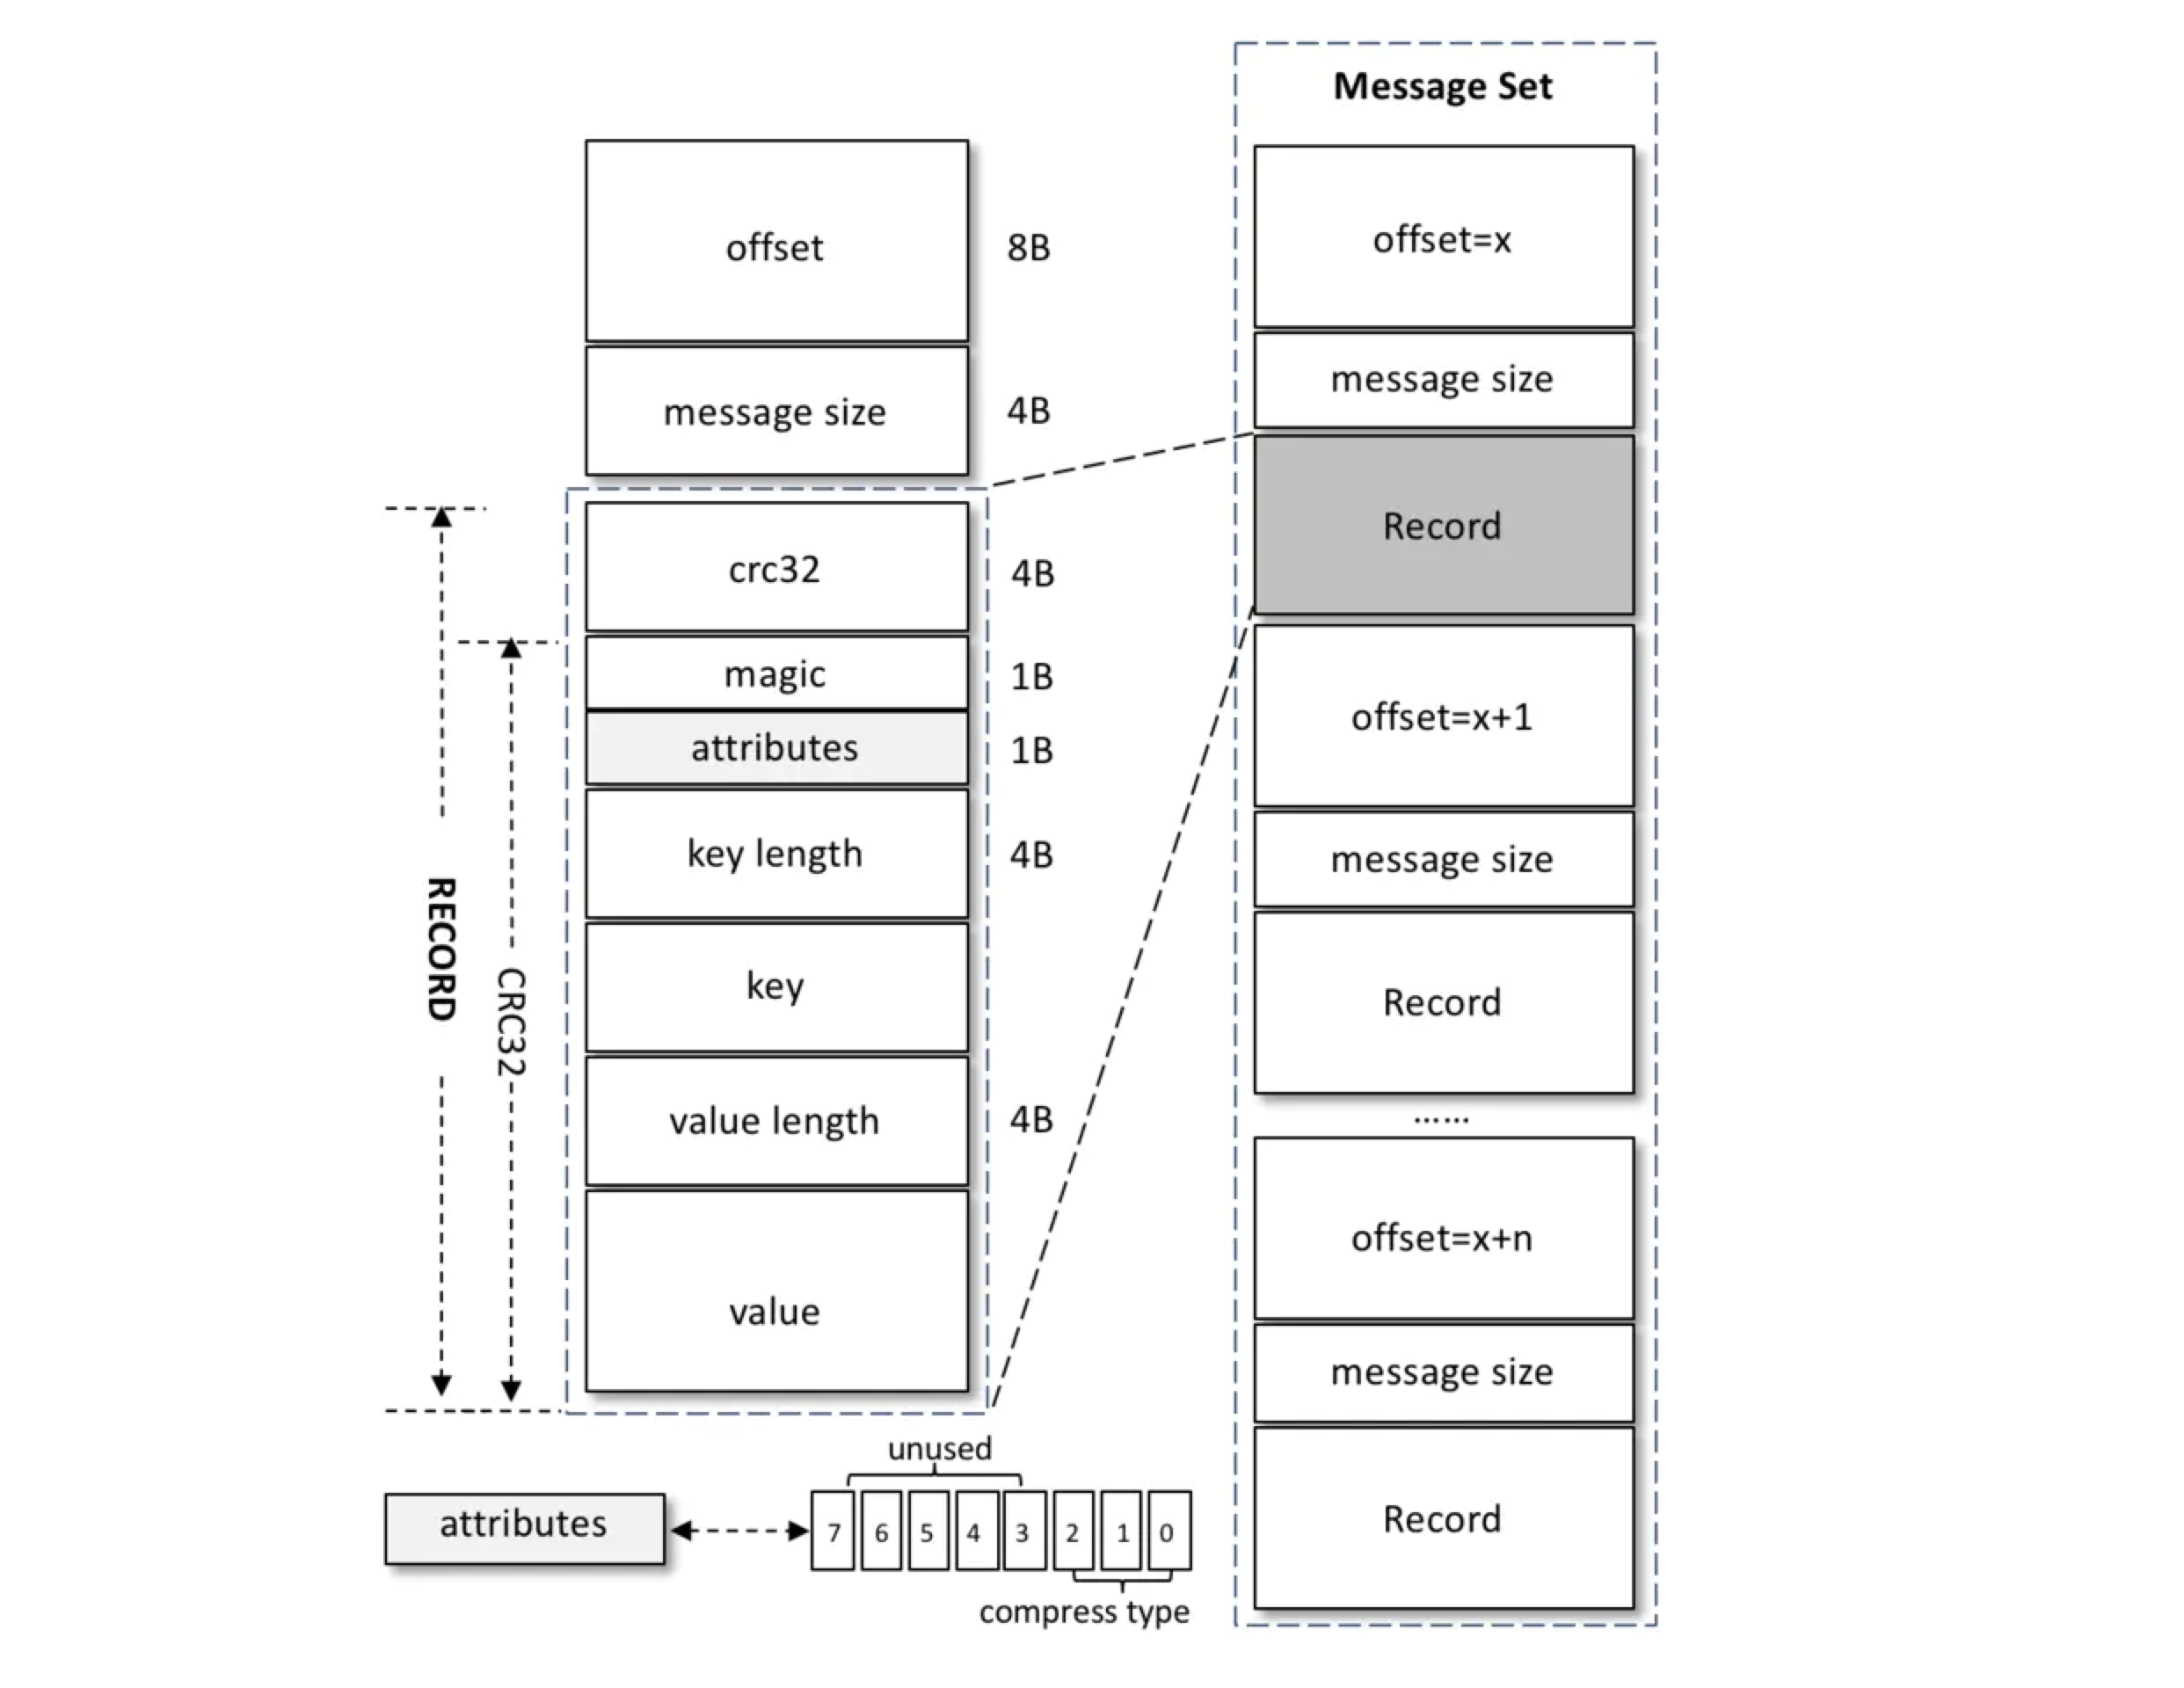 offset
8B
message size
4B
crc32
4B
magic
1B
attributes
1B
key length
4B
key
value length
4B
value
RECORD
CRC32
attributes
unused
7 6 5 4 3 2 1 0
compress type
Message Set
offset=x
message size
Record
offset=x+1
message size
Record
......
offset=x+n
message size
Record